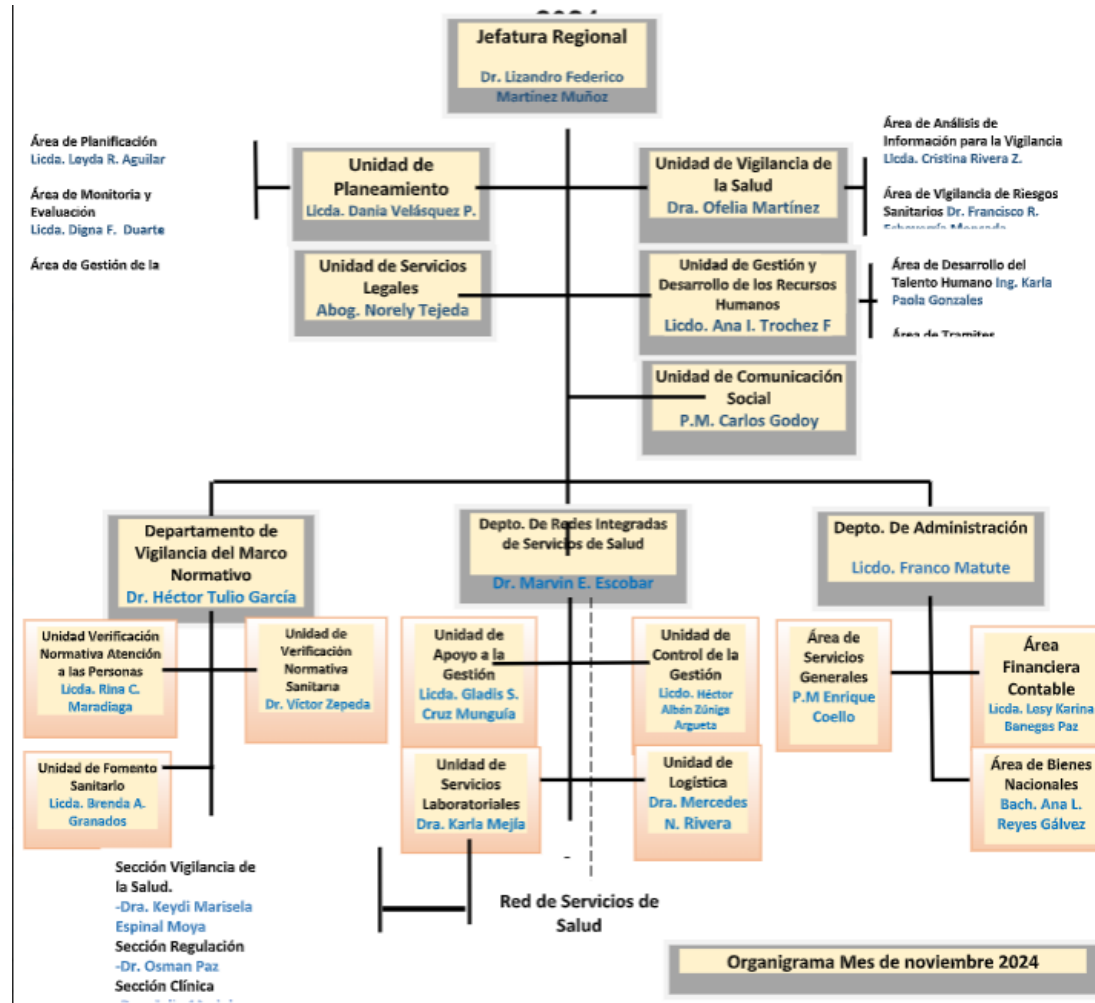 2024
Jefatura Regional
Dr. Lizandro Federico
Martínez Muñoz
Área de Planificación
Licda. Leyda R. Aguilar
Área de Monitoria y
Evaluación
Licda. Digna F. Duarte
Área de Gestión de la
Unidad de
Planeamiento
Licda. Dania Velásquez P.
Unidad de Vigilancia de
la Salud
Dra. Ofelia Martínez
Área de Análisis de
Información para la Vigilancia
Licda. Cristina Rivera Z.
Área de Vigilancia de Riesgos
Sanitarios Dr. Francisco R.
Unidad de Servicios
Legales
Abog. Norely Tejeda
Unidad de Gestión y
Desarrollo de los Recursos
Humanos
Licdo. Ana I. Trochez F
Área de Desarrollo del
Talento Humano Ing. Karla
Paola Gonzales
Área de Tramites
Unidad de Comunicación
Social
P.M. Carlos Godoy
Departamento de
Vigilancia del Marco
Normativo
Dr. Héctor Tulio García
Depto. De Redes Integradas
de Servicios de Salud
Dr. Marvin E. Escobar
Depto. De Administración
Licdo. Franco Matute
Unidad Verificación
Normativa Atención
a las Personas
Licda. Rina C.
Maradiaga
Unidad de
Verificación
Normativa
Sanitaria
Dr. Víctor Zepeda
Unidad de
Apoyo a la
Gestión
Licda. Gladis S.
Cruz Munguía
Unidad de
Control de la
Gestión
Licdo. Héctor
Albén Zúniga
Argueta
Área de
Servicios
Generales
P.M Enrique
Coello
Área
Financiera
Contable
Licda. Lesy Karina
Banegas Paz
Unidad de Fomento
Sanitario
Licda. Brenda A.
Granados
Unidad de
Servicios
Laboratoriales
Dra. Karla Mejía
Unidad de
Logística
Dra. Mercedes
N. Rivera
Área de Bienes
Nacionales
Bach. Ana L.
Reyes Gálvez
Sección Vigilancia de
la Salud.
-Dra. Keydi Marisela
Espinal Moya
Sección Regulación
-Dr. Osman Paz
Sección Clínica
Red de Servicios de
Salud
Organigrama Mes de noviembre 2024